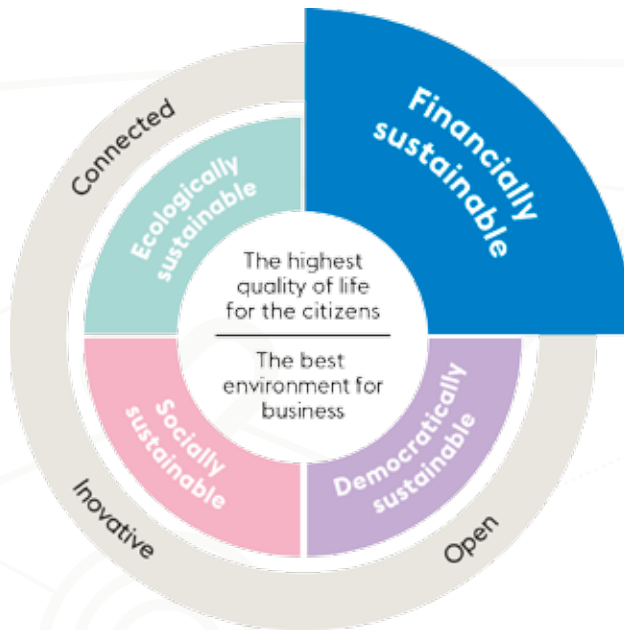 Connected
Financially
sustainable
Ecologically
sustainable
The highest
quality of life
for the citizens
The best
environment for
business
Socially
sustainable
Democratically
sustainable
Inovative
Open